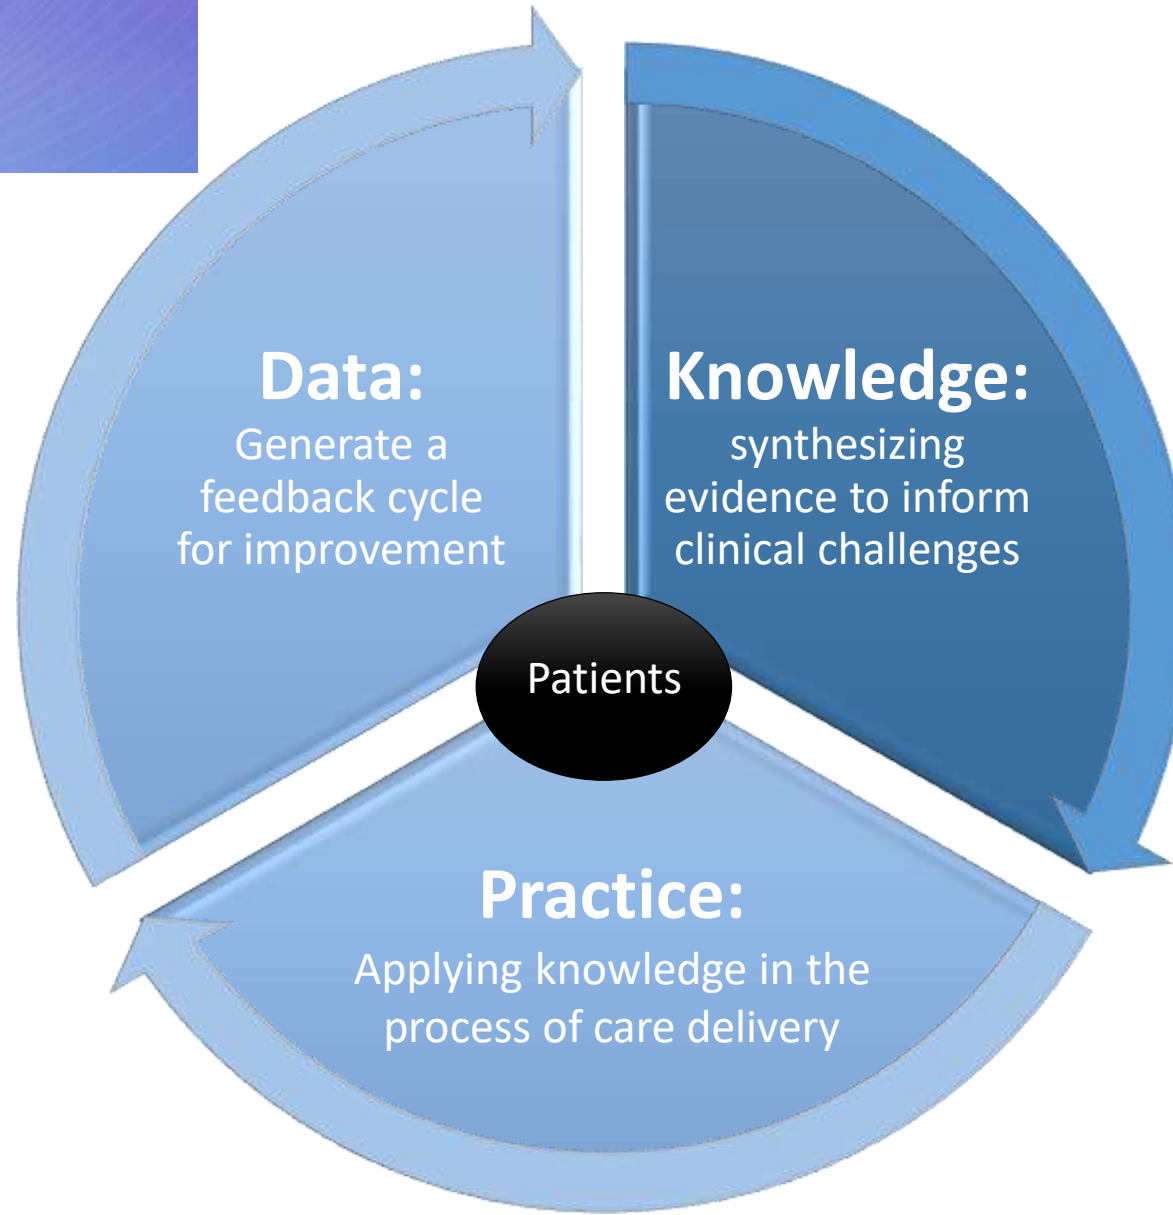 Data:
Generate a
feedback cycle
for improvement
Knowledge:
synthesizing
evidence to inform
clinical challenges
Patients
Practice:
Applying knowledge in the
process of care delivery